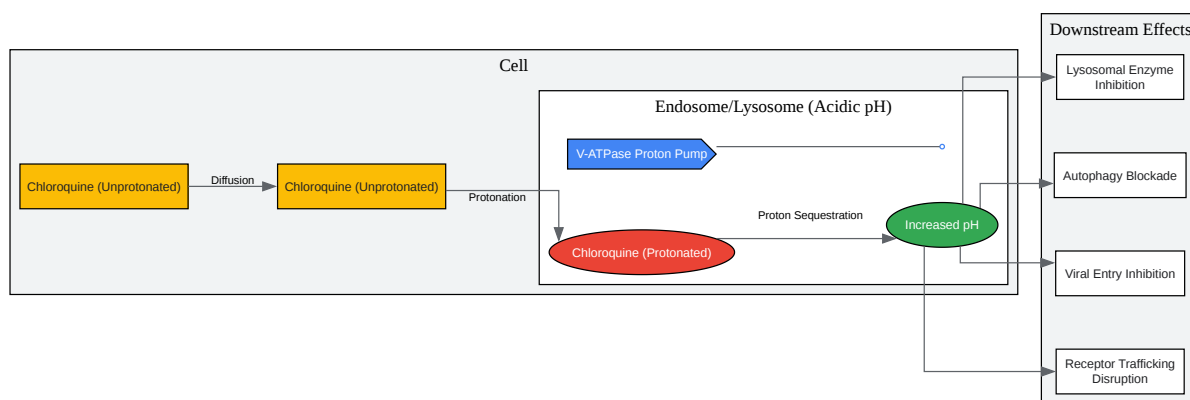 Downstream Effects
Cell
Lysosomal Enzyme
Inhibition
Endosome/Lysosome (Acidic pH)
V-ATPase Proton Pump
Chloroquine (Unprotonated)
Diffusion
Chloroquine (Unprotonated)
Protonation
Autophagy Blockade
Proton Sequestration
Increased pH
Chloroquine (Protonated)
Viral Entry Inhibition
Receptor Trafficking
Disruption